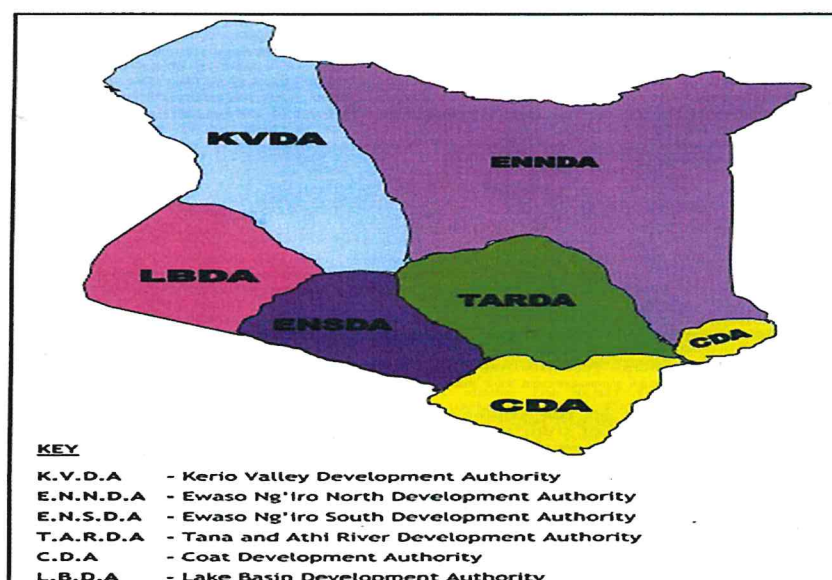 KVDA
ENNDA
LBDA
TARDA
ENSDA
CDA
CDA
KEY
K.V.D.A - Kerio Valley Development Authority
E.N.N.D.A - Ewaso Ng'iro North Development Authority
E.N.S.D.A - Ewaso Ng'iro South Development Authority
T.A.R.D.A - Tana and Athi River Development Authority
C.D.A - Coat Development Authority
L.B.D.A - Lake Basin Development Authority